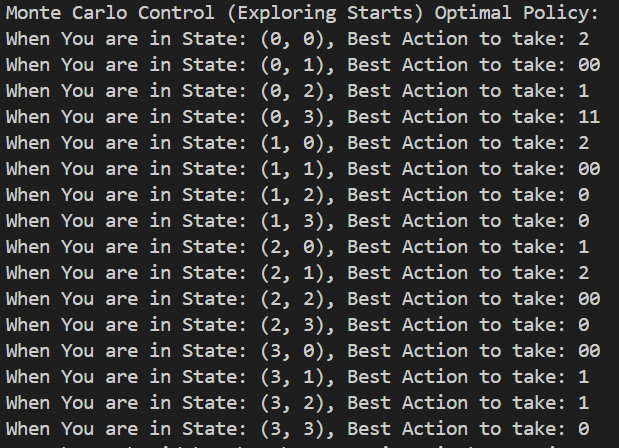 Monte Carlo Control (Exploring Starts) Optimal Policy:
When You are in State: (0, 0), Best Action to take: 2
When You are in State: (0, 1), Best Action to take: 00
When You are in State: (0, 2), Best Action to take: 1
When You are in State: (0, 3), Best Action to take: 11
When You are in State: (1, 0), Best Action to take: 2
When You are in State: (1, 1), Best Action to take: 00
When You are in State: (1, 2), Best Action to take: 0
When You are in State: (1, 3), Best Action to take: 0
When You are in State: (2, 0), Best Action to take: 1
When You are in State: (2, 1), Best Action to take: 2
When You are in State: (2, 2), Best Action to take: 00
When You are in State: (2, 3), Best Action to take: 0
When You are in State: (3, 0), Best Action to take: 00
When You are in State: (3, 1), Best Action to take: 1
When You are in State: (3, 2), Best Action to take: 1
When You are in State: (3, 3), Best Action to take: 0